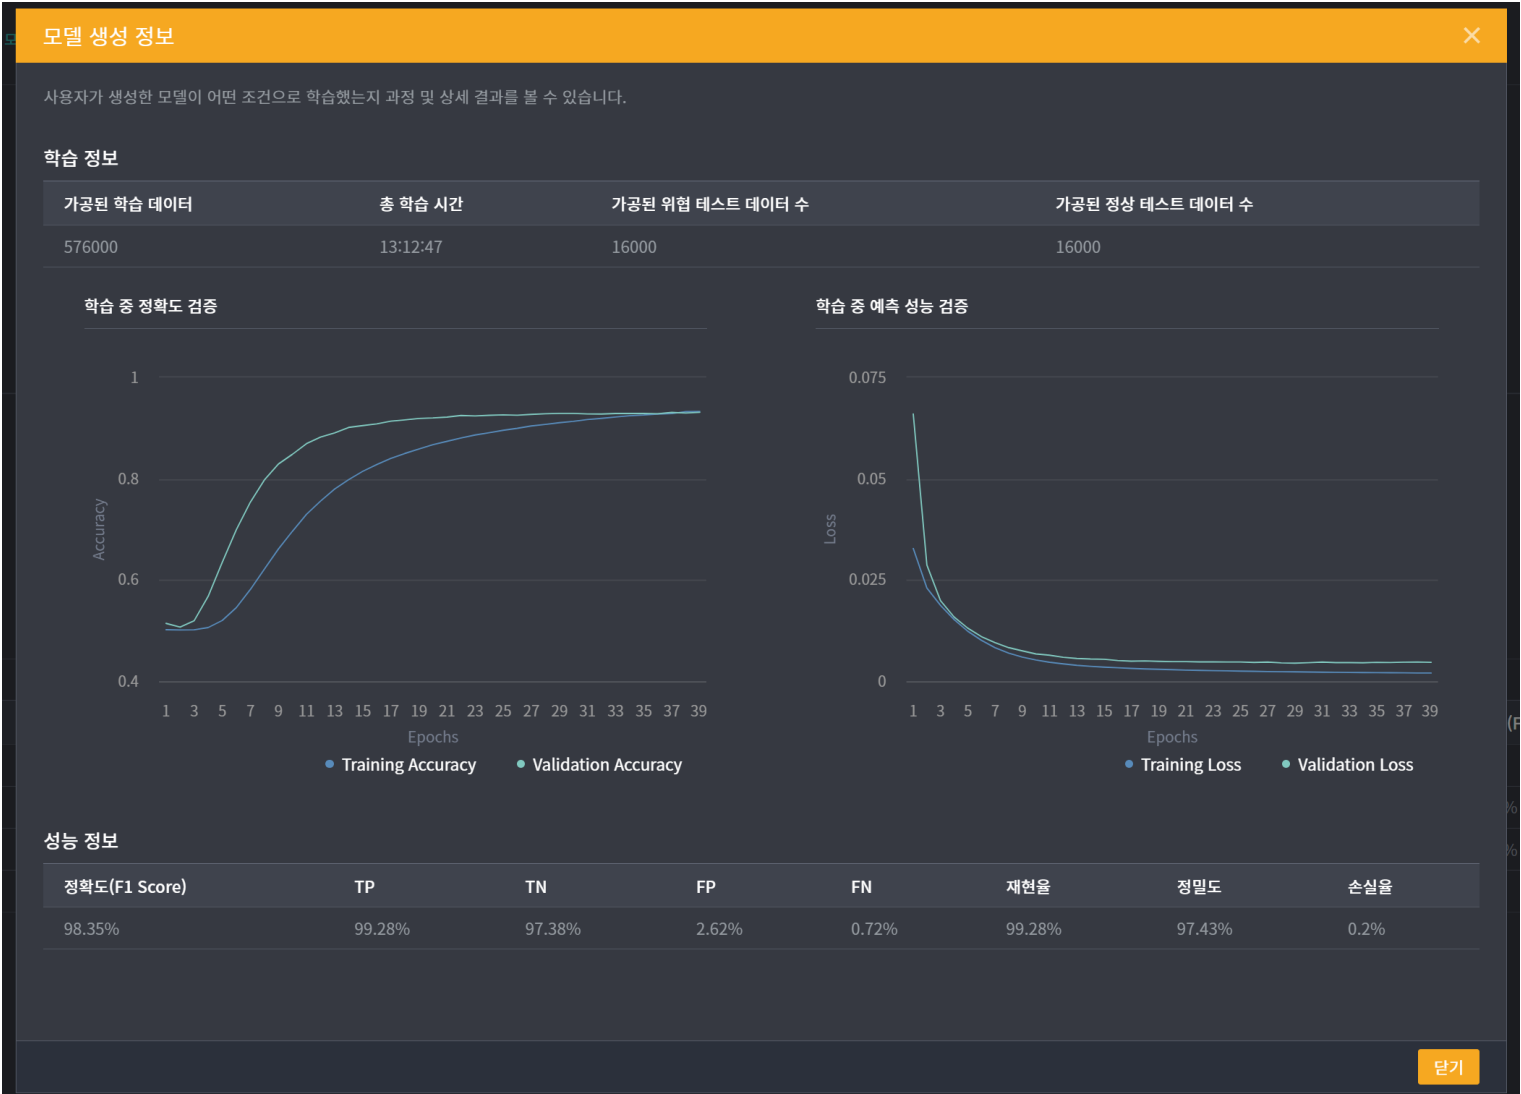 모델 생성 정보
사용자가 생성한 모델이 어떤 조건으로 학습했는지 과정 및 상세 결과를 볼 수 있습니다.
학습 정보
가공된 학습 데이터 총 학습 시간 가공된 위협 테스트 데이터 수 가공된 정상 테스트 데이터 수
576000 13:12:47 16000 16000
학습 중 정확도 검증
1
0.8
0.6
0.4
Accuracy
1 3 5 7 9 11 13 15 17 19 21 23 25 27 29 31 33 35 37 39
Epochs
Training Accuracy Validation Accuracy
학습 중 예측 성능 검증
0.075
0.05
0.025
0
Loss
1 3 5 7 9 11 13 15 17 19 21 23 25 27 29 31 33 35 37 39
Epochs
Training Loss Validation Loss
성능 정보
정확도(F1 Score) TP TN FP FN 재현율 정밀도 손실율
98.35% 99.28% 97.38% 2.62% 0.72% 99.28% 97.43% 0.2%
닫기
(F
%
%